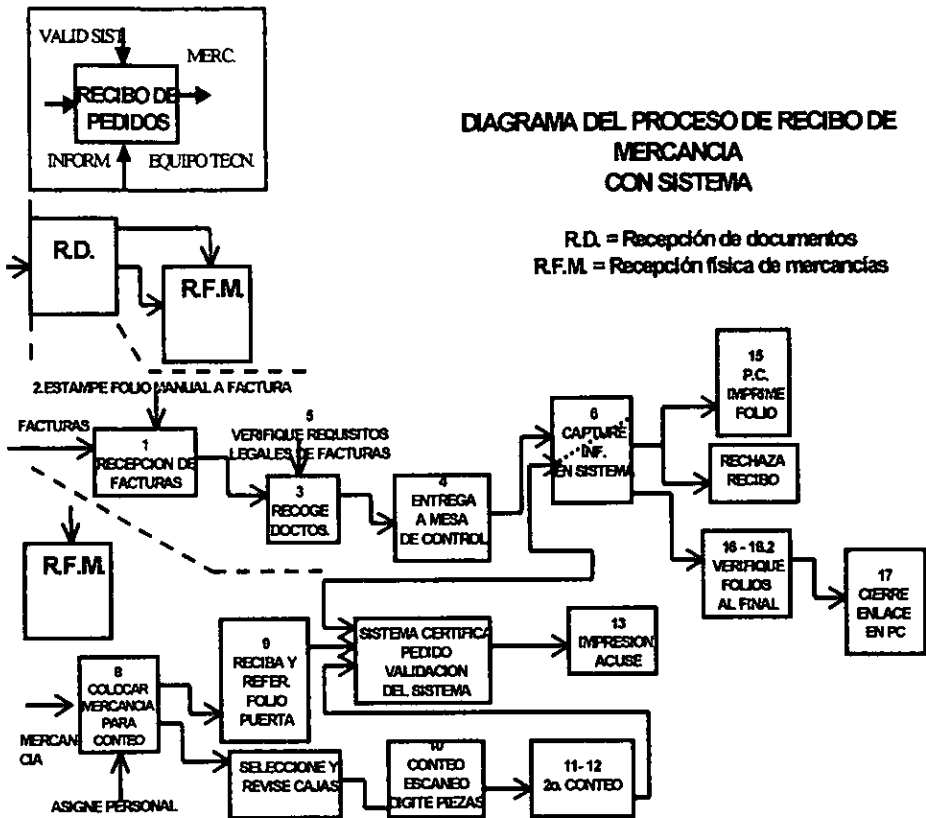 VALID SIST.
MERC.
RECIBO DE
PEDIDOS
INFORM. EQUIPO TECN.
DIAGRAMA DEL PROCESO DE RECIBO DE
MERCANCIA
CON SISTEMA
R.D. = Recepción de documentos
R.F.M. = Recepción física de mercancías
R.D.
R.F.M.
2.ESTAMPE FOLIO MANUAL A FACTURA
FACTURAS
1
RECEPCION DE
FACTURAS
5
VERIFIQUE REQUISITOS
LEGALES DE FACTURAS
3
RECOGE
DOCTOS.
4
ENTREGA
A MESA
DE CONTROL
6
CAPTURE
INF.
EN SISTEMA
15
P.C.
IMPRIME
FOLIO
RECHAZA
RECIBO
16 - 16.2
VERIFIQUE
FOLIOS
AL FINAL
17
CIERRE
ENLACE
EN PC
R.F.M.
8
COLOCAR
MERCANCIA
PARA
CONTEO
MERCAN-
CIA
ASIGNE PERSONAL
9
RECIBA Y
REFER.
FOLIO
PUERTA
SISTEMA CERTIFICA
PEDIDO
VALIDACION
DEL SISTEMA
13
IMPRESION
ACUSE
SELECCIONE Y
REVISE CAJAS
10
CONTEO
ESCANEO
DIGITE PIEZAS
11- 12
2o. CONTEO